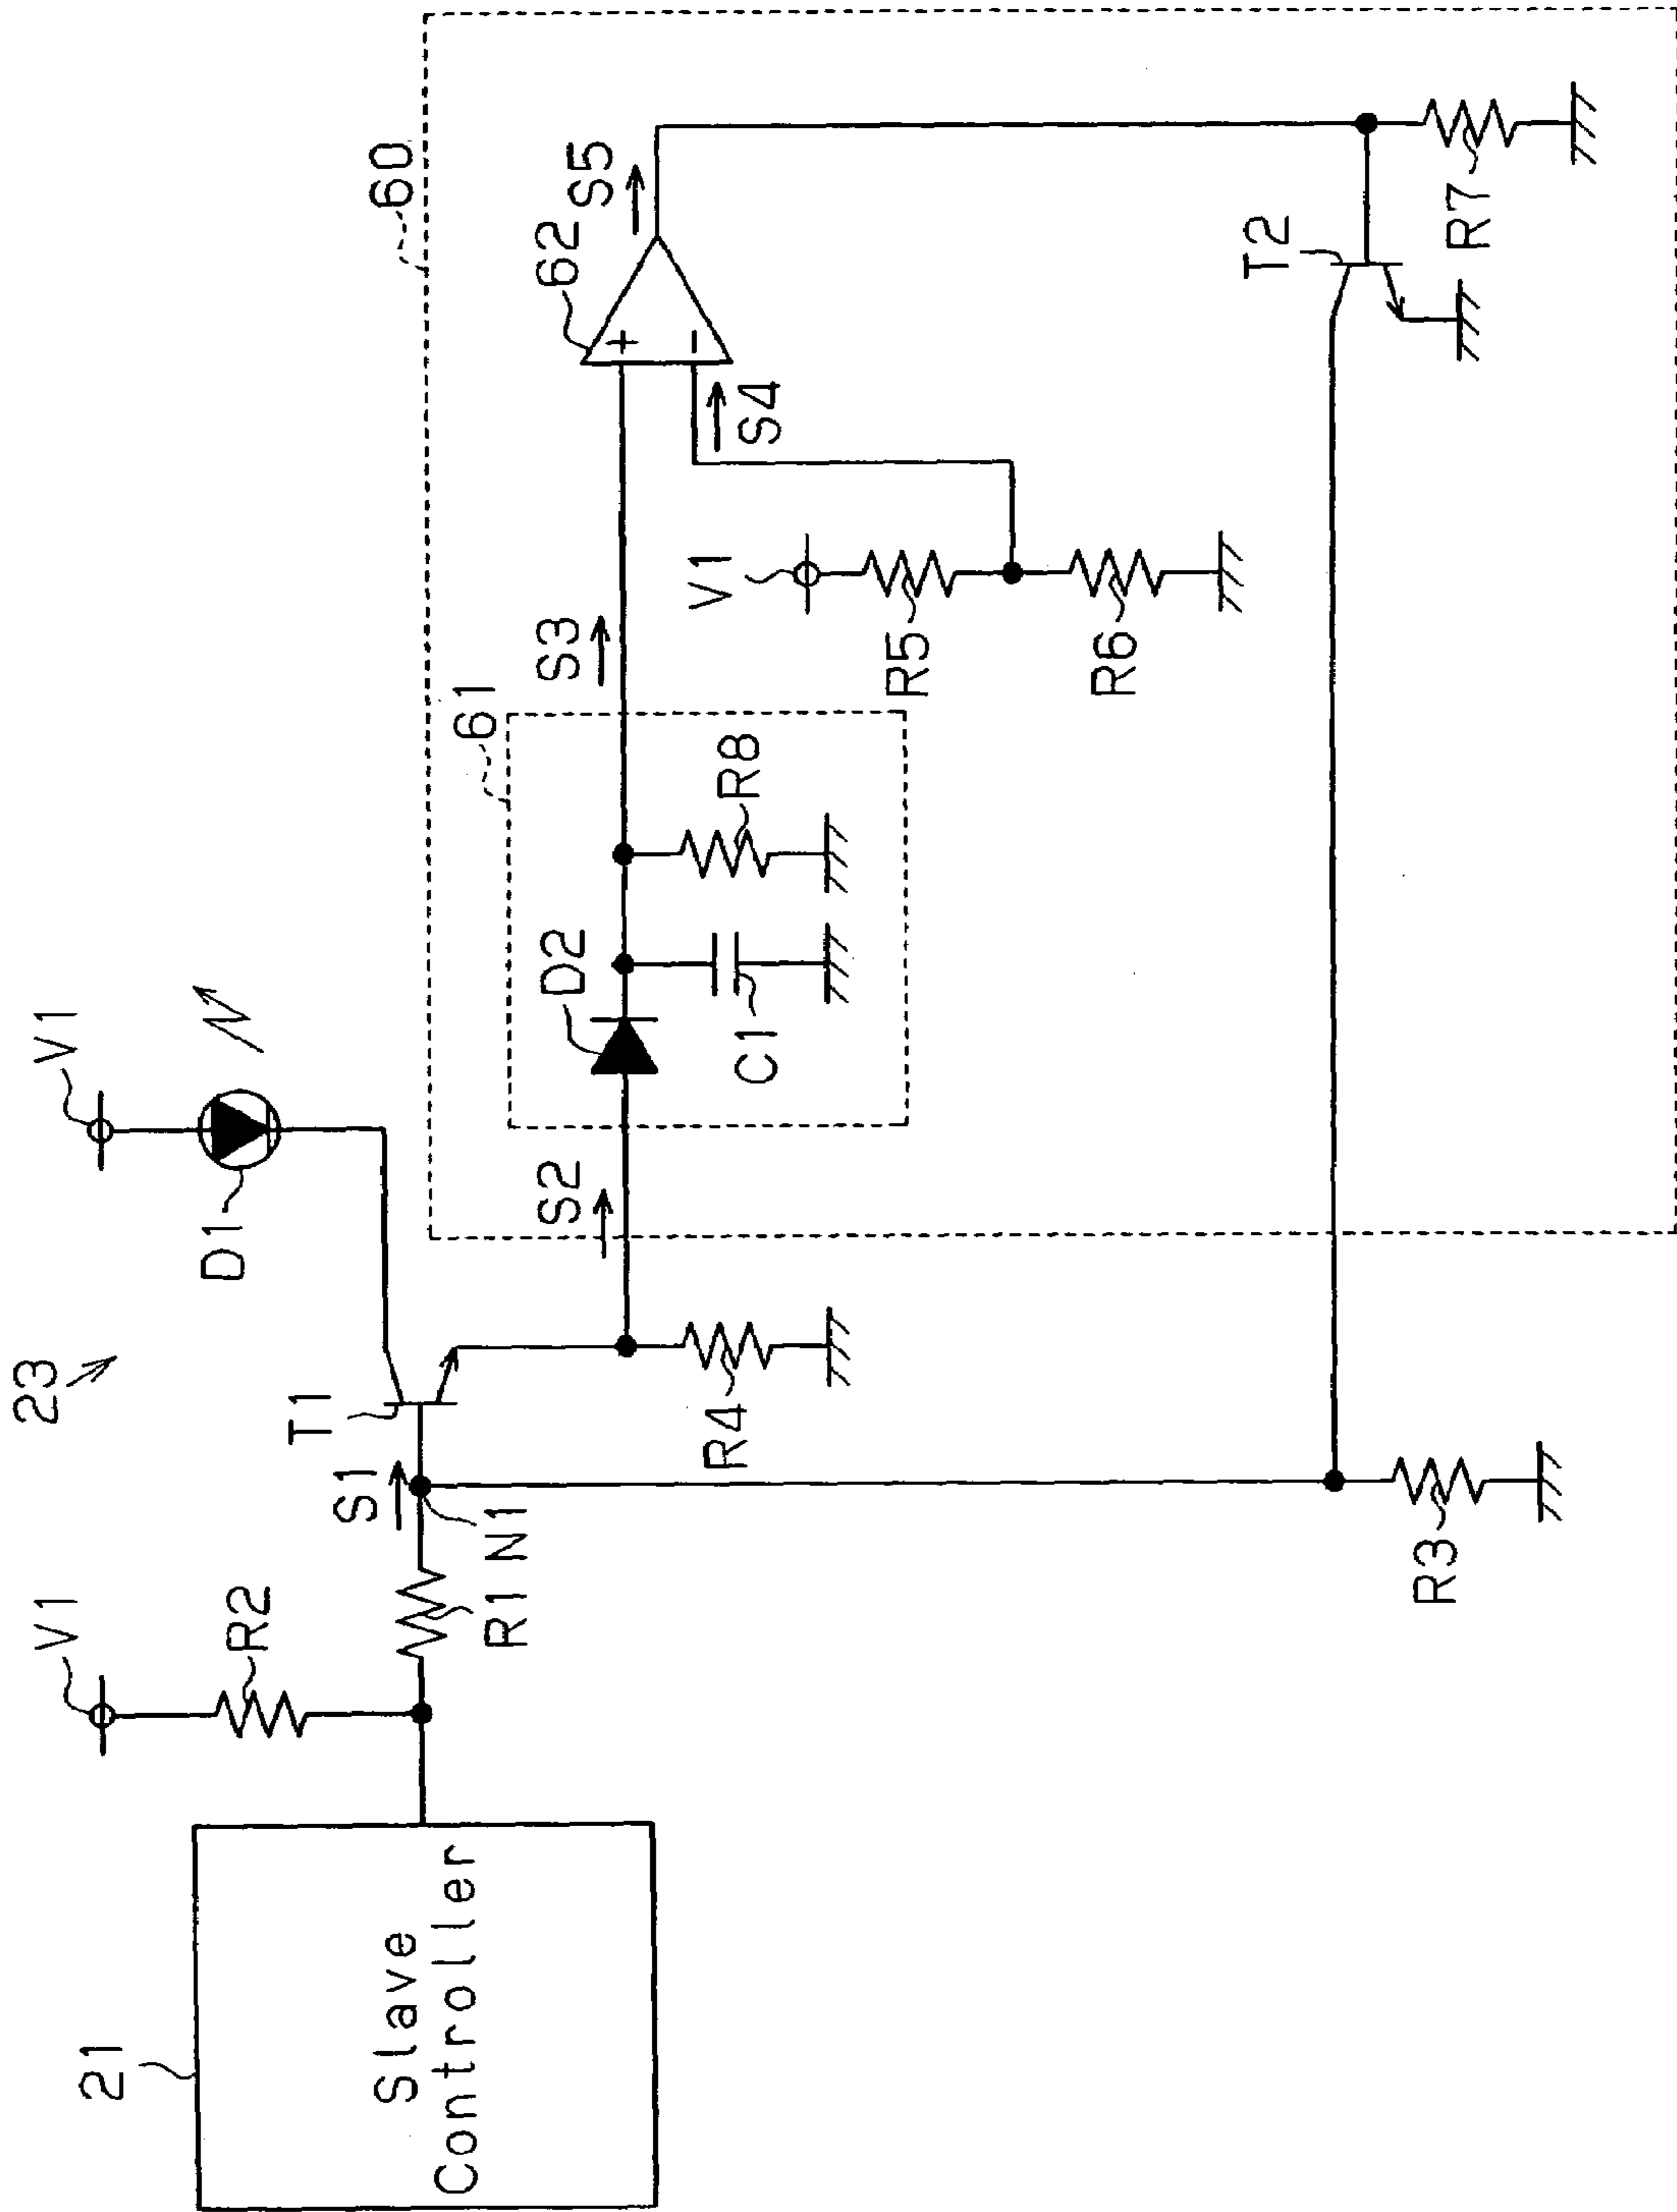 23
V1
V1
R2
D1
21
Slave
Controller
S1
T1
R1
N1
S2
R4
R3
60
61
D2
C1
R8
S3
V1
R5
R6
62
+
−
S4
S5
T2
R7